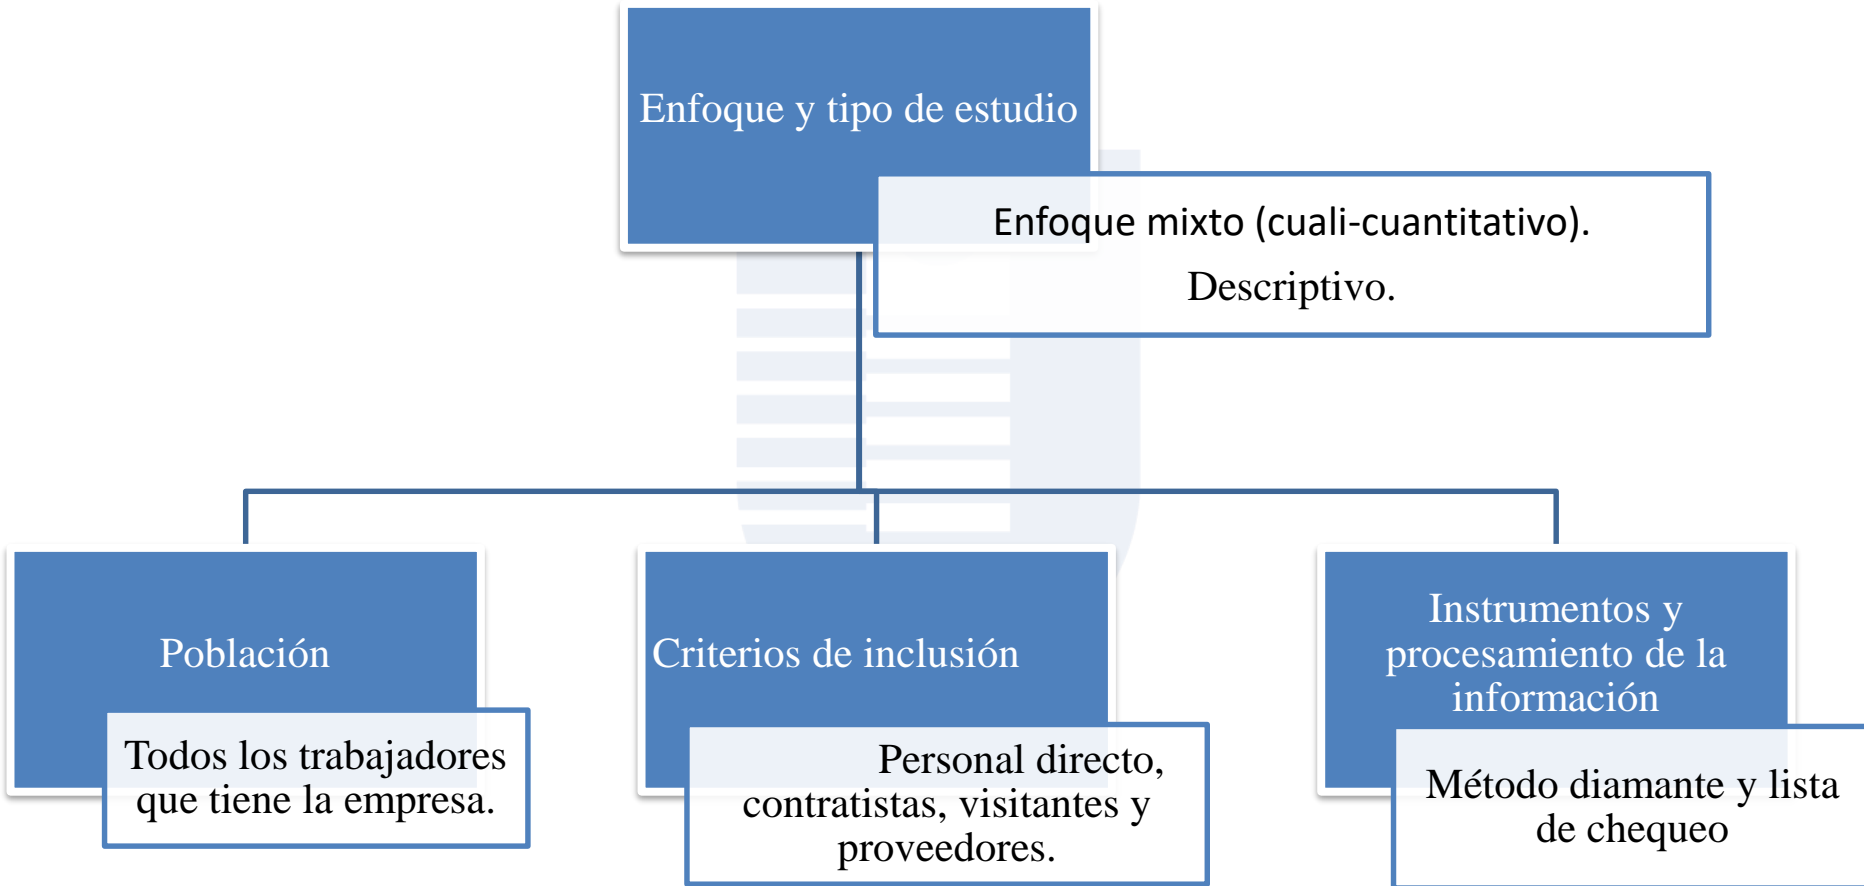 Enfoque y tipo de estudio
Enfoque mixto (cuali-cuantitativo).
Descriptivo.
Población
Todos los trabajadores
que tiene la empresa.
Criterios de inclusión
Personal directo,
contratistas, visitantes y
proveedores.
Instrumentos y
procesamiento de la
información
Método diamante y lista
de chequeo